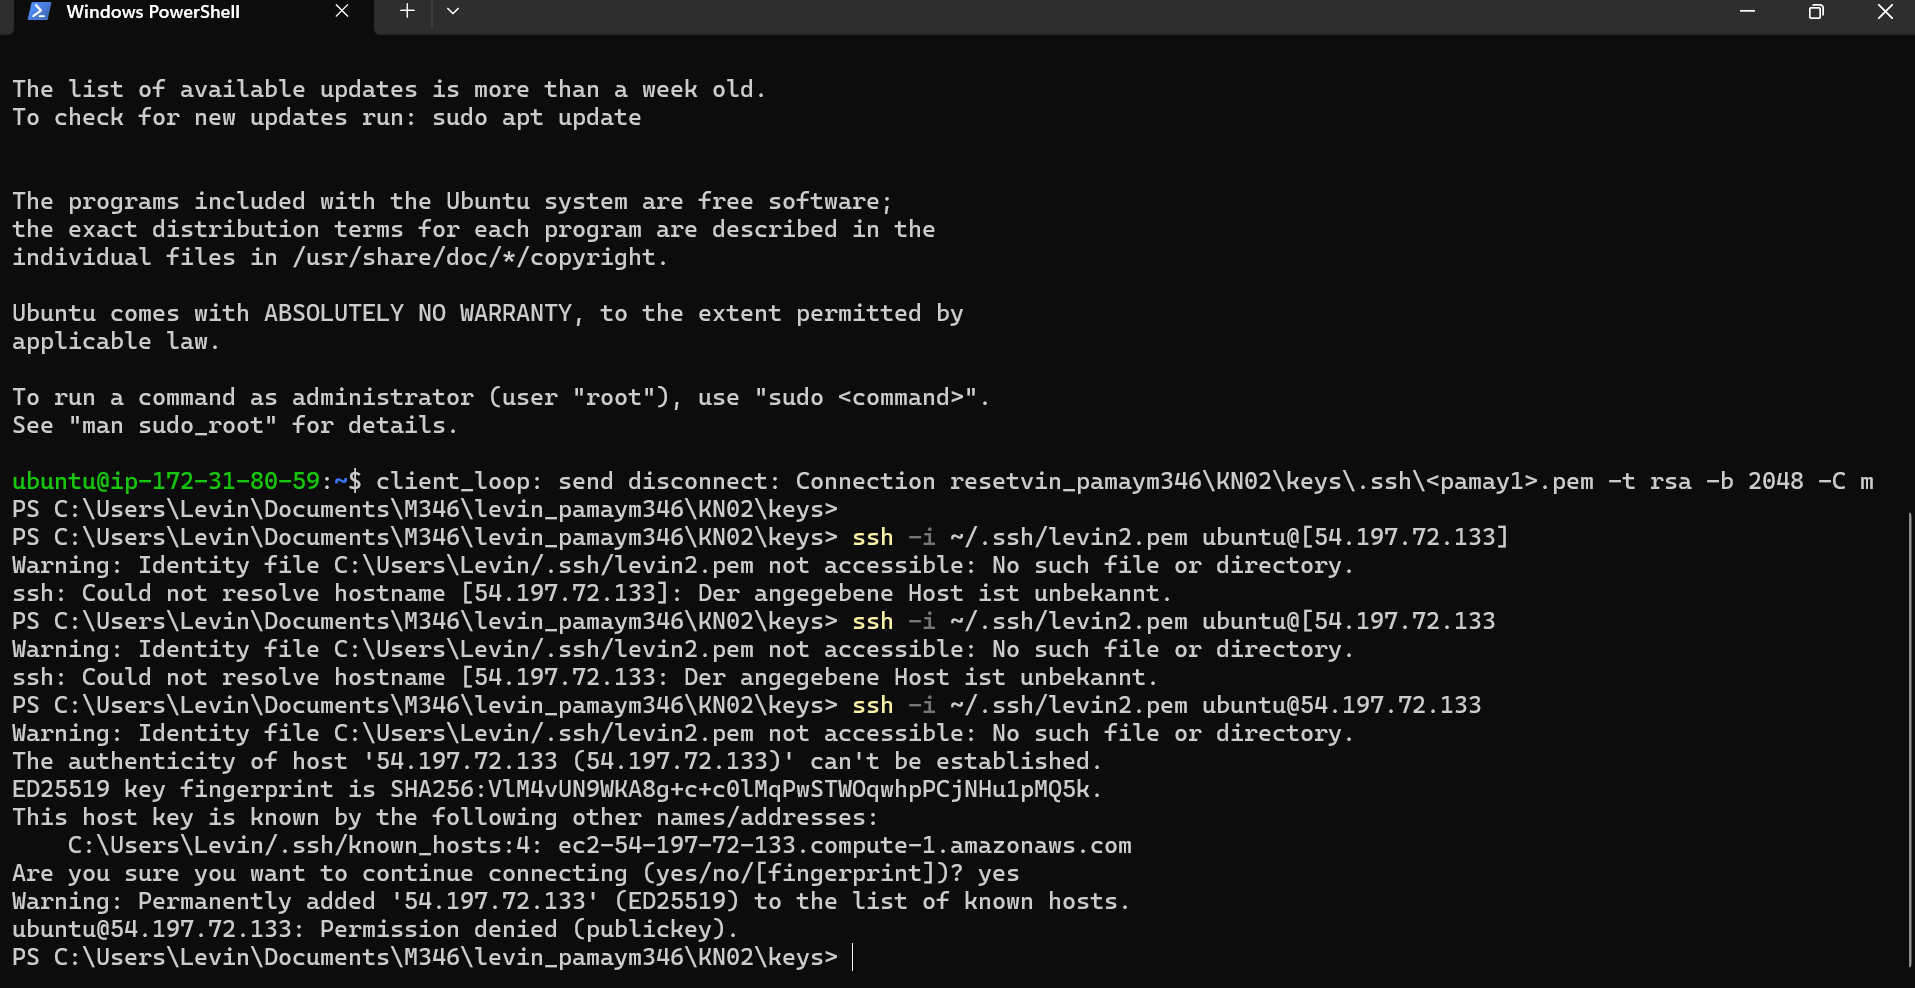 Windows PowerShell
The list of available updates is more than a week old.
To check for new updates run: sudo apt update
The programs included with the Ubuntu system are free software;
the exact distribution terms for each program are described in the
individual files in /usr/share/doc/*/copyright.
Ubuntu comes with ABSOLUTELY NO WARRANTY, to the extent permitted by
applicable law.
To run a command as administrator (user "root"), use "sudo <command>".
See "man sudo_root" for details.
ubuntu@ip-172-31-80-59:~$ client_loop: send disconnect: Connection resetvin_pamaym346\KN02\keys\.ssh\<pamay1>.pem -t rsa -b 2048 -C m
PS C:\Users\Levin\Documents\M346\levin_pamaym346\KN02\keys>
PS C:\Users\Levin\Documents\M346\levin_pamaym346\KN02\keys> ssh -i ~/.ssh/levin2.pem ubuntu@[54.197.72.133]
Warning: Identity file C:\Users\Levin/.ssh/levin2.pem not accessible: No such file or directory.
ssh: Could not resolve hostname [54.197.72.133]: Der angegebene Host ist unbekannt.
PS C:\Users\Levin\Documents\M346\levin_pamaym346\KN02\keys> ssh -i ~/.ssh/levin2.pem ubuntu@[54.197.72.133
Warning: Identity file C:\Users\Levin/.ssh/levin2.pem not accessible: No such file or directory.
ssh: Could not resolve hostname [54.197.72.133: Der angegebene Host ist unbekannt.
PS C:\Users\Levin\Documents\M346\levin_pamaym346\KN02\keys> ssh -i ~/.ssh/levin2.pem ubuntu@54.197.72.133
Warning: Identity file C:\Users\Levin/.ssh/levin2.pem not accessible: No such file or directory.
The authenticity of host '54.197.72.133 (54.197.72.133)' can't be established.
ED25519 key fingerprint is SHA256:VlM4vUN9WKA8g+c+c0lMqPwSTWOqwhpPCjNHu1pMQ5k.
This host key is known by the following other names/addresses:
    C:\Users\Levin/.ssh/known_hosts:4: ec2-54-197-72-133.compute-1.amazonaws.com
Are you sure you want to continue connecting (yes/no/[fingerprint])? yes
Warning: Permanently added '54.197.72.133' (ED25519) to the list of known hosts.
ubuntu@54.197.72.133: Permission denied (publickey).
PS C:\Users\Levin\Documents\M346\levin_pamaym346\KN02\keys>